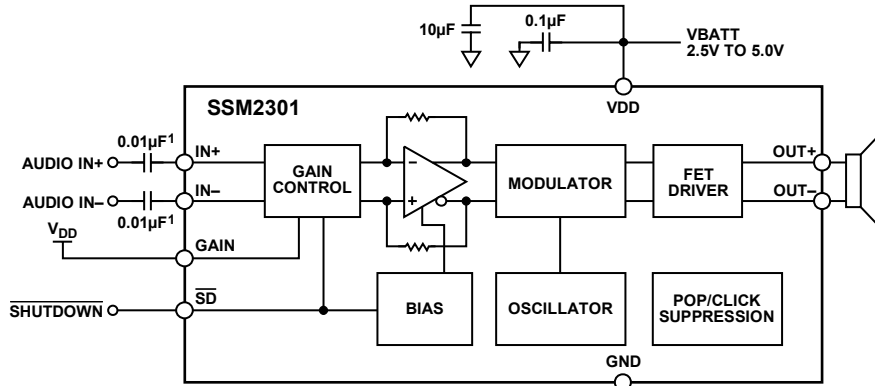 10µF
0.1µF
VBATT
2.5V TO 5.0V
VDD
SSM2301
0.01µF1
AUDIO IN+
IN+
AUDIO IN–
IN–
0.01µF1
GAIN
CONTROL
–
+
MODULATOR
FET
DRIVER
OUT+
OUT–
VDD
GAIN
SHUTDOWN
SD
BIAS
OSCILLATOR
POP/CLICK
SUPPRESSION
GND